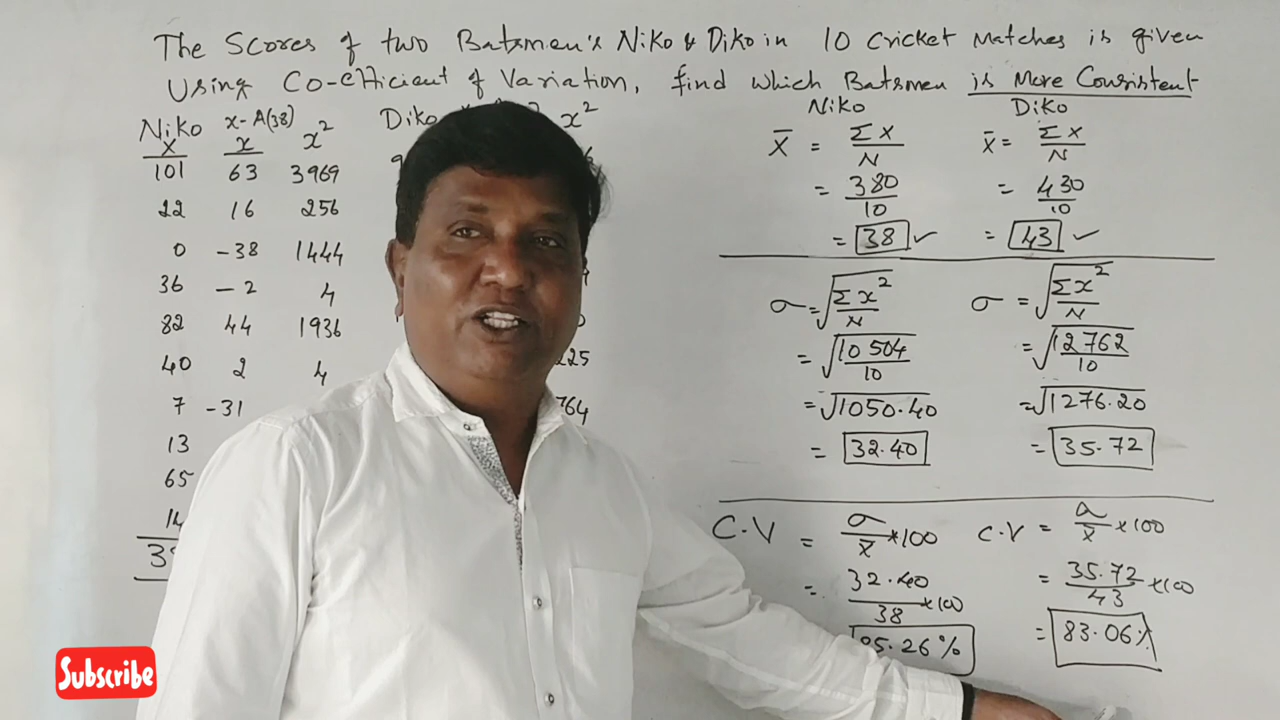 The Scores of two Batsmen's Niko & Diko in 10 Cricket Matches is given
Using Co-efficient of Variation, find which Batsmen is More Consistent
Niko x-A(38) x²
X x
101 63 3969
22 16 256
0 -38 1444
36 -2 4
82 44 1936
40 2 4
7 -31
13
65
Diko x²
225
764
Niko Diko
X̄ = ΣX/N X̄ = ΣX/N
= 380/10 = 430/10
= 38 ✓ = 43 ✓
σ = √Σx²/N σ = √Σx²/N
= √10504/10 = √12762/10
= √1050.40 = √1276.20
= 32.40 = 35.72
C.V = σ/x̄ * 100 C.V = σ/x̄ * 100
= 32.40/38 * 100 = 35.72/43 * 100
85.26% = 83.06%
Subscribe